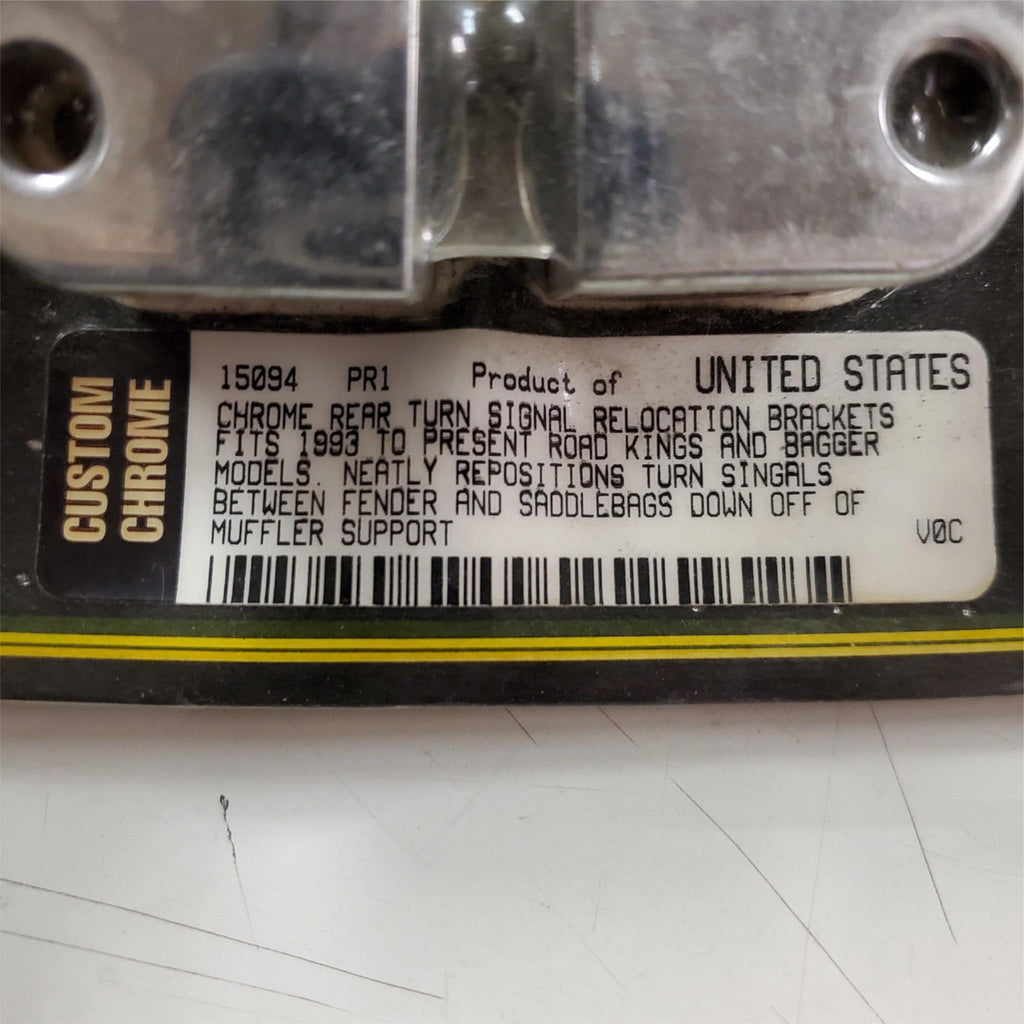 CUSTOM
CHROME
15094 PR1 Product of UNITED STATES
CHROME REAR TURN SIGNAL RELOCATION BRACKETS
FITS 1993 TO PRESENT ROAD KINGS AND BAGGER
MODELS. NEATLY REPOSITIONS TURN SINGALS
BETWEEN FENDER AND SADDLEBAGS DOWN OFF OF
MUFFLER SUPPORT V0C